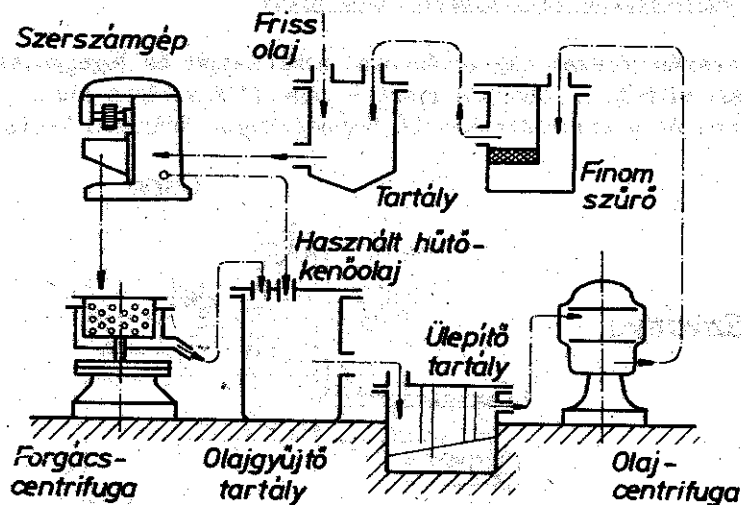 Szerszámgép
Friss
olaj
Tartály
Finom
szűrő
Használt hűtő-
kenőolaj
Ülepítő
tartály
Forgács-
centrifuga
Olajgyűjtő
tartály
Olaj-
centrifuga